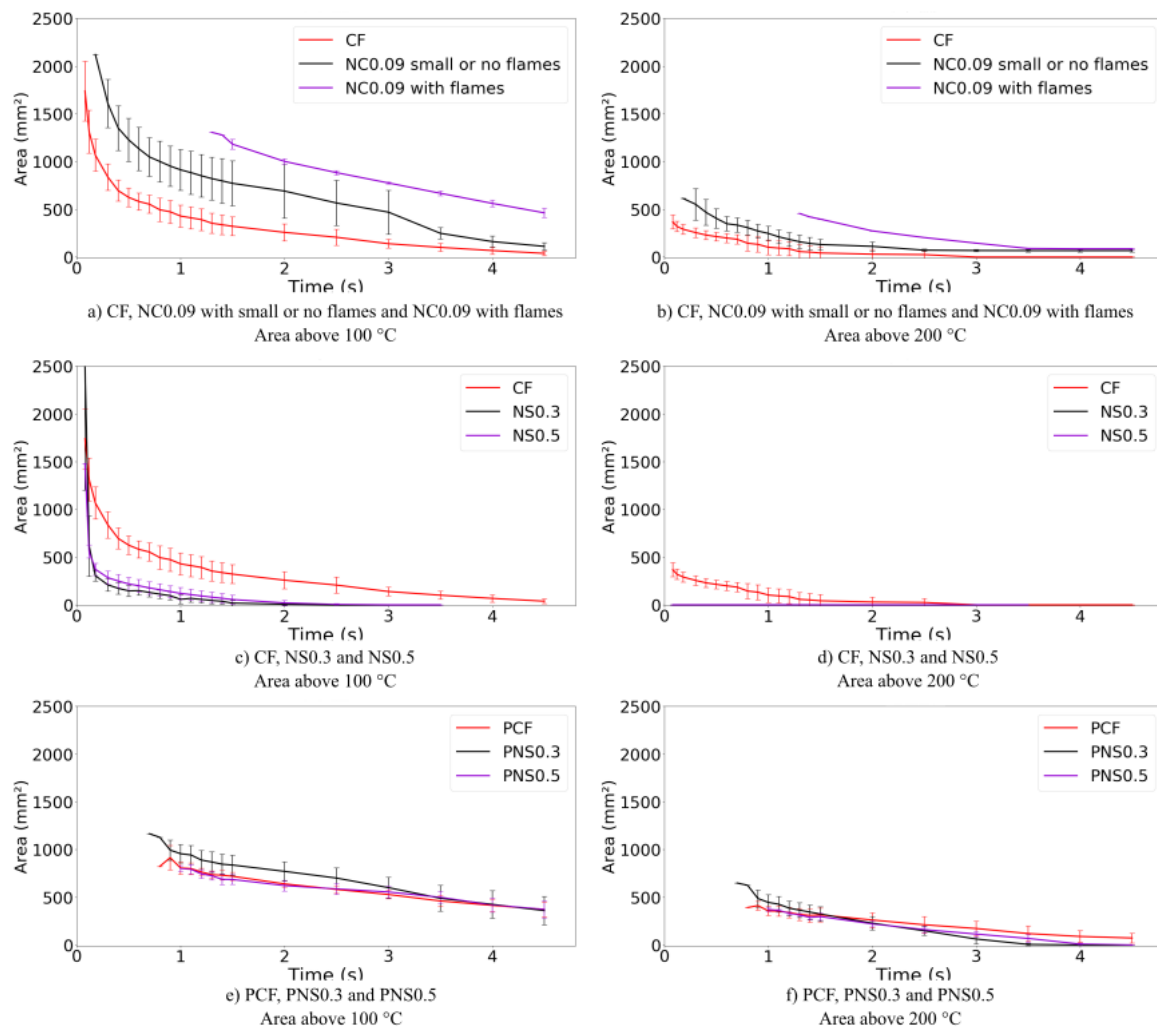 2500
2000
1500
1000
500
0
Area (mm²)
CF
NC0.09 small or no flames
NC0.09 with flames
0 1 2 3 4
Time (s)
a) CF, NC0.09 with small or no flames and NC0.09 with flames
Area above 100 °C
2500
2000
1500
1000
500
0
Area (mm²)
CF
NC0.09 small or no flames
NC0.09 with flames
0 1 2 3 4
Time (s)
b) CF, NC0.09 with small or no flames and NC0.09 with flames
Area above 200 °C
2500
2000
1500
1000
500
0
Area (mm²)
CF
NS0.3
NS0.5
0 1 2 3 4
Time (s)
c) CF, NS0.3 and NS0.5
Area above 100 °C
2500
2000
1500
1000
500
0
Area (mm²)
CF
NS0.3
NS0.5
0 1 2 3 4
Time (s)
d) CF, NS0.3 and NS0.5
Area above 200 °C
2500
2000
1500
1000
500
0
Area (mm²)
PCF
PNS0.3
PNS0.5
0 1 2 3 4
Time (s)
e) PCF, PNS0.3 and PNS0.5
Area above 100 °C
2500
2000
1500
1000
500
0
Area (mm²)
PCF
PNS0.3
PNS0.5
0 1 2 3 4
Time (s)
f) PCF, PNS0.3 and PNS0.5
Area above 200 °C